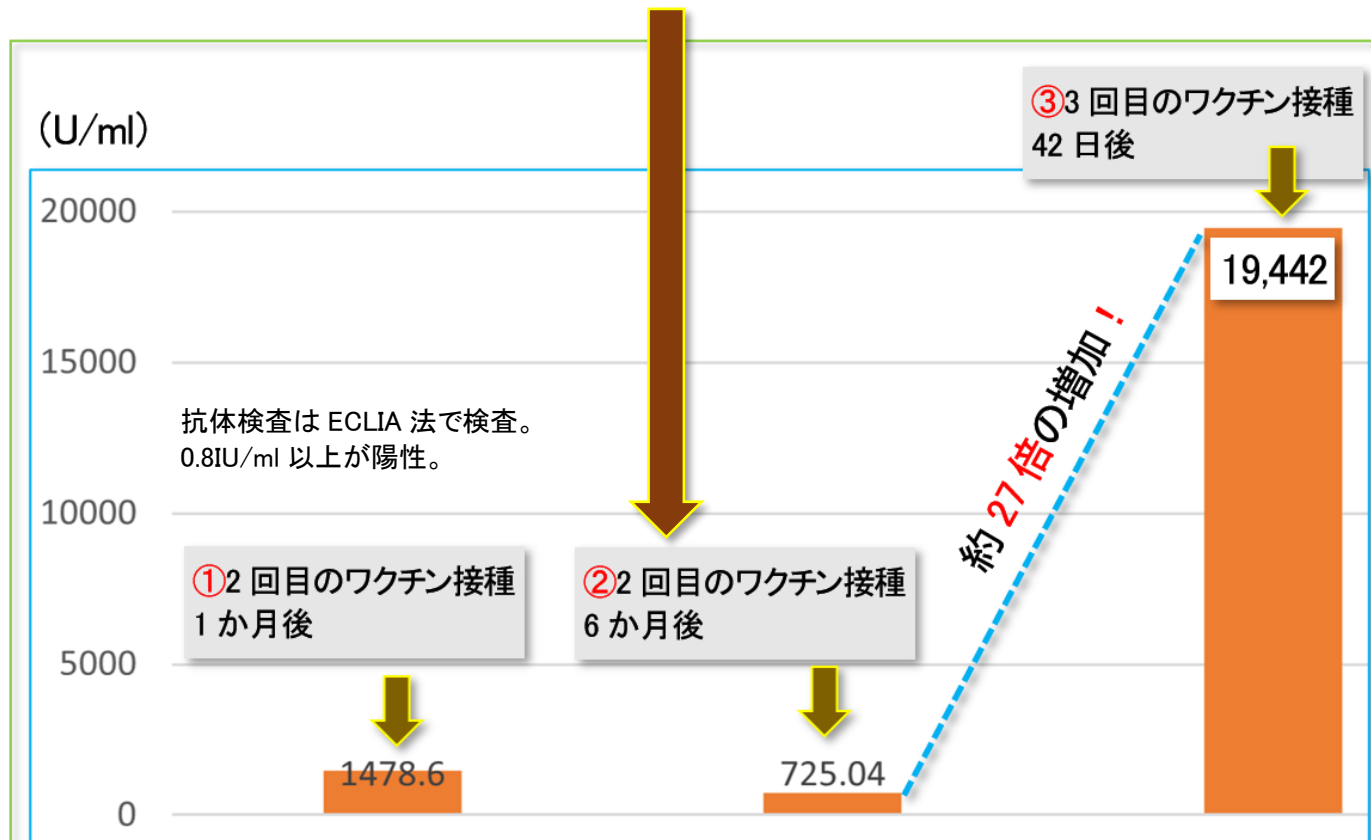 (U/ml)
③3 回目のワクチン接種
42 日後
20000
19,442
15000
約 27 倍の増加！
抗体検査は ECLIA 法で検査。
0.8IU/ml 以上が陽性。
10000
①2 回目のワクチン接種
1 か月後
②2 回目のワクチン接種
6 か月後
5000
1478.6
725.04
0